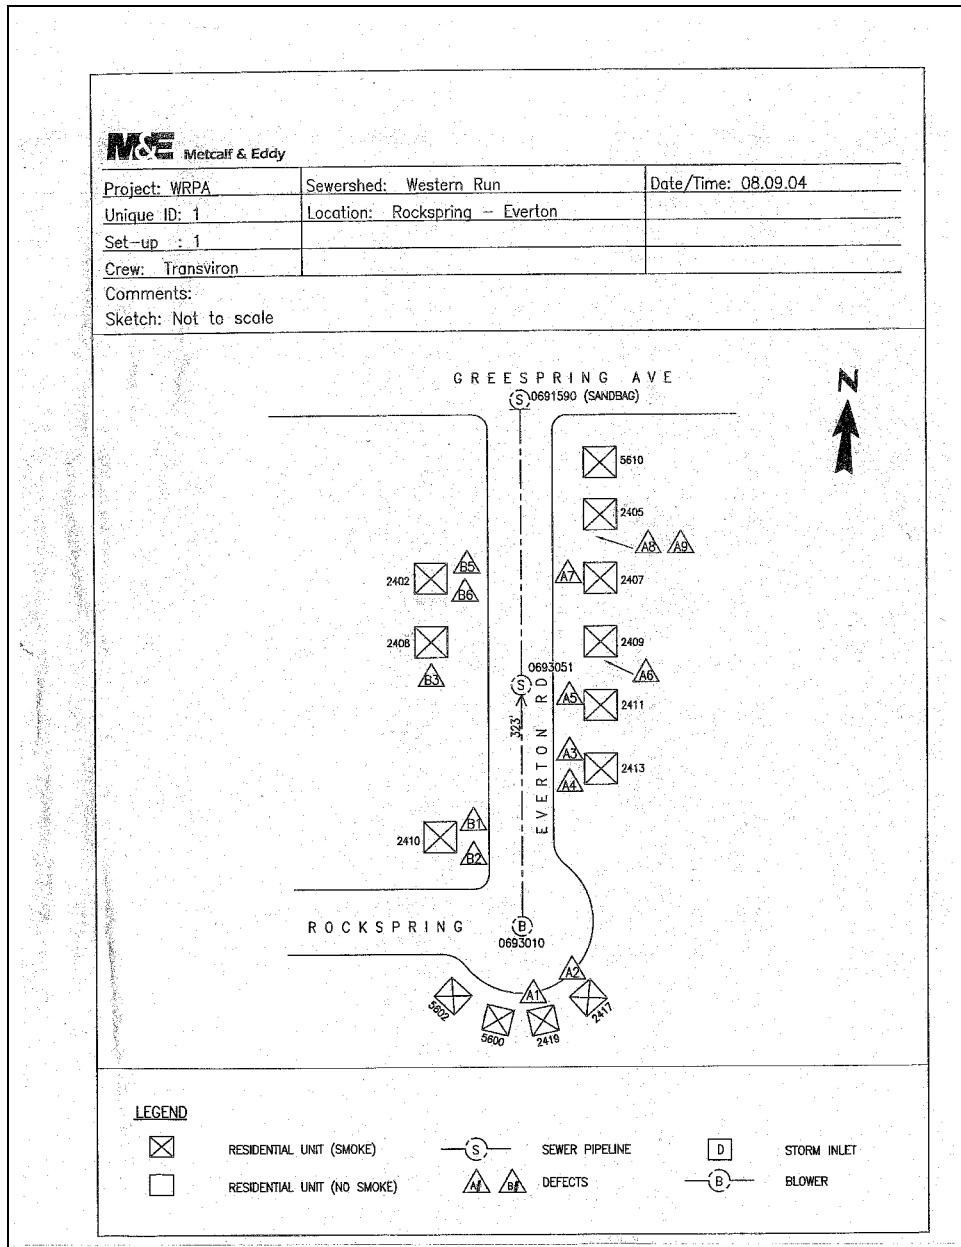 M&E Metcalf & Eddy
Project: WRPA
Sewershed: Western Run
Date/Time: 08.09.04
Unique ID: 1
Location: Rockspring – Everton
Set-up : 1
Crew: Transviron
Comments:
Sketch: Not to scale
GREESPRING AVE
S 0691590 (SANDBAG)
N
5610
2405
A8 A9
B5
2402
B6
A7
2407
2408
2409
B3
0693051
S
A6
A5
2411
323'
EVERTON RD
A3
2413
A4
B1
2410
B2
ROCKSPRING
B
0693010
A2
A1
5602
5600
2419
2417
LEGEND
RESIDENTIAL UNIT (SMOKE)
S SEWER PIPELINE
D STORM INLET
RESIDENTIAL UNIT (NO SMOKE)
A# B# DEFECTS
B BLOWER